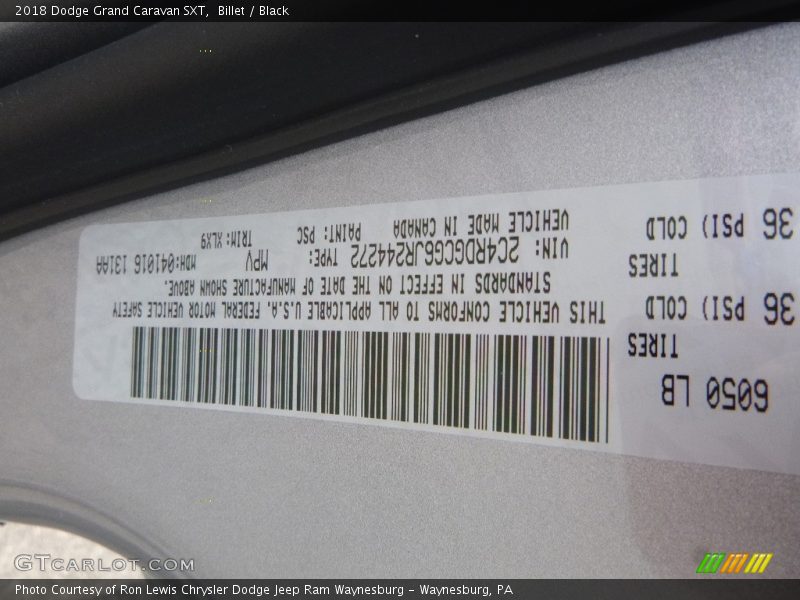 2018 Dodge Grand Caravan SXT, Billet / Black
6050 LB
TIRES
36 PSI) COLD
TIRES
36 PSI) COLD
THIS VEHICLE CONFORMS TO ALL APPLICABLE U.S.A. FEDERAL MOTOR VEHICLE SAFETY
STANDARDS IN EFFECT ON THE DATE OF MANUFACTURE SHOWN ABOVE.
VIN: 2C4RDGCG6JR244272 TYPE: MPV MDH:041016 131AA
VEHICLE MADE IN CANADA PAINT: PSC TRIM: XLX9
GTCARLOT.COM
Photo Courtesy of Ron Lewis Chrysler Dodge Jeep Ram Waynesburg – Waynesburg, PA